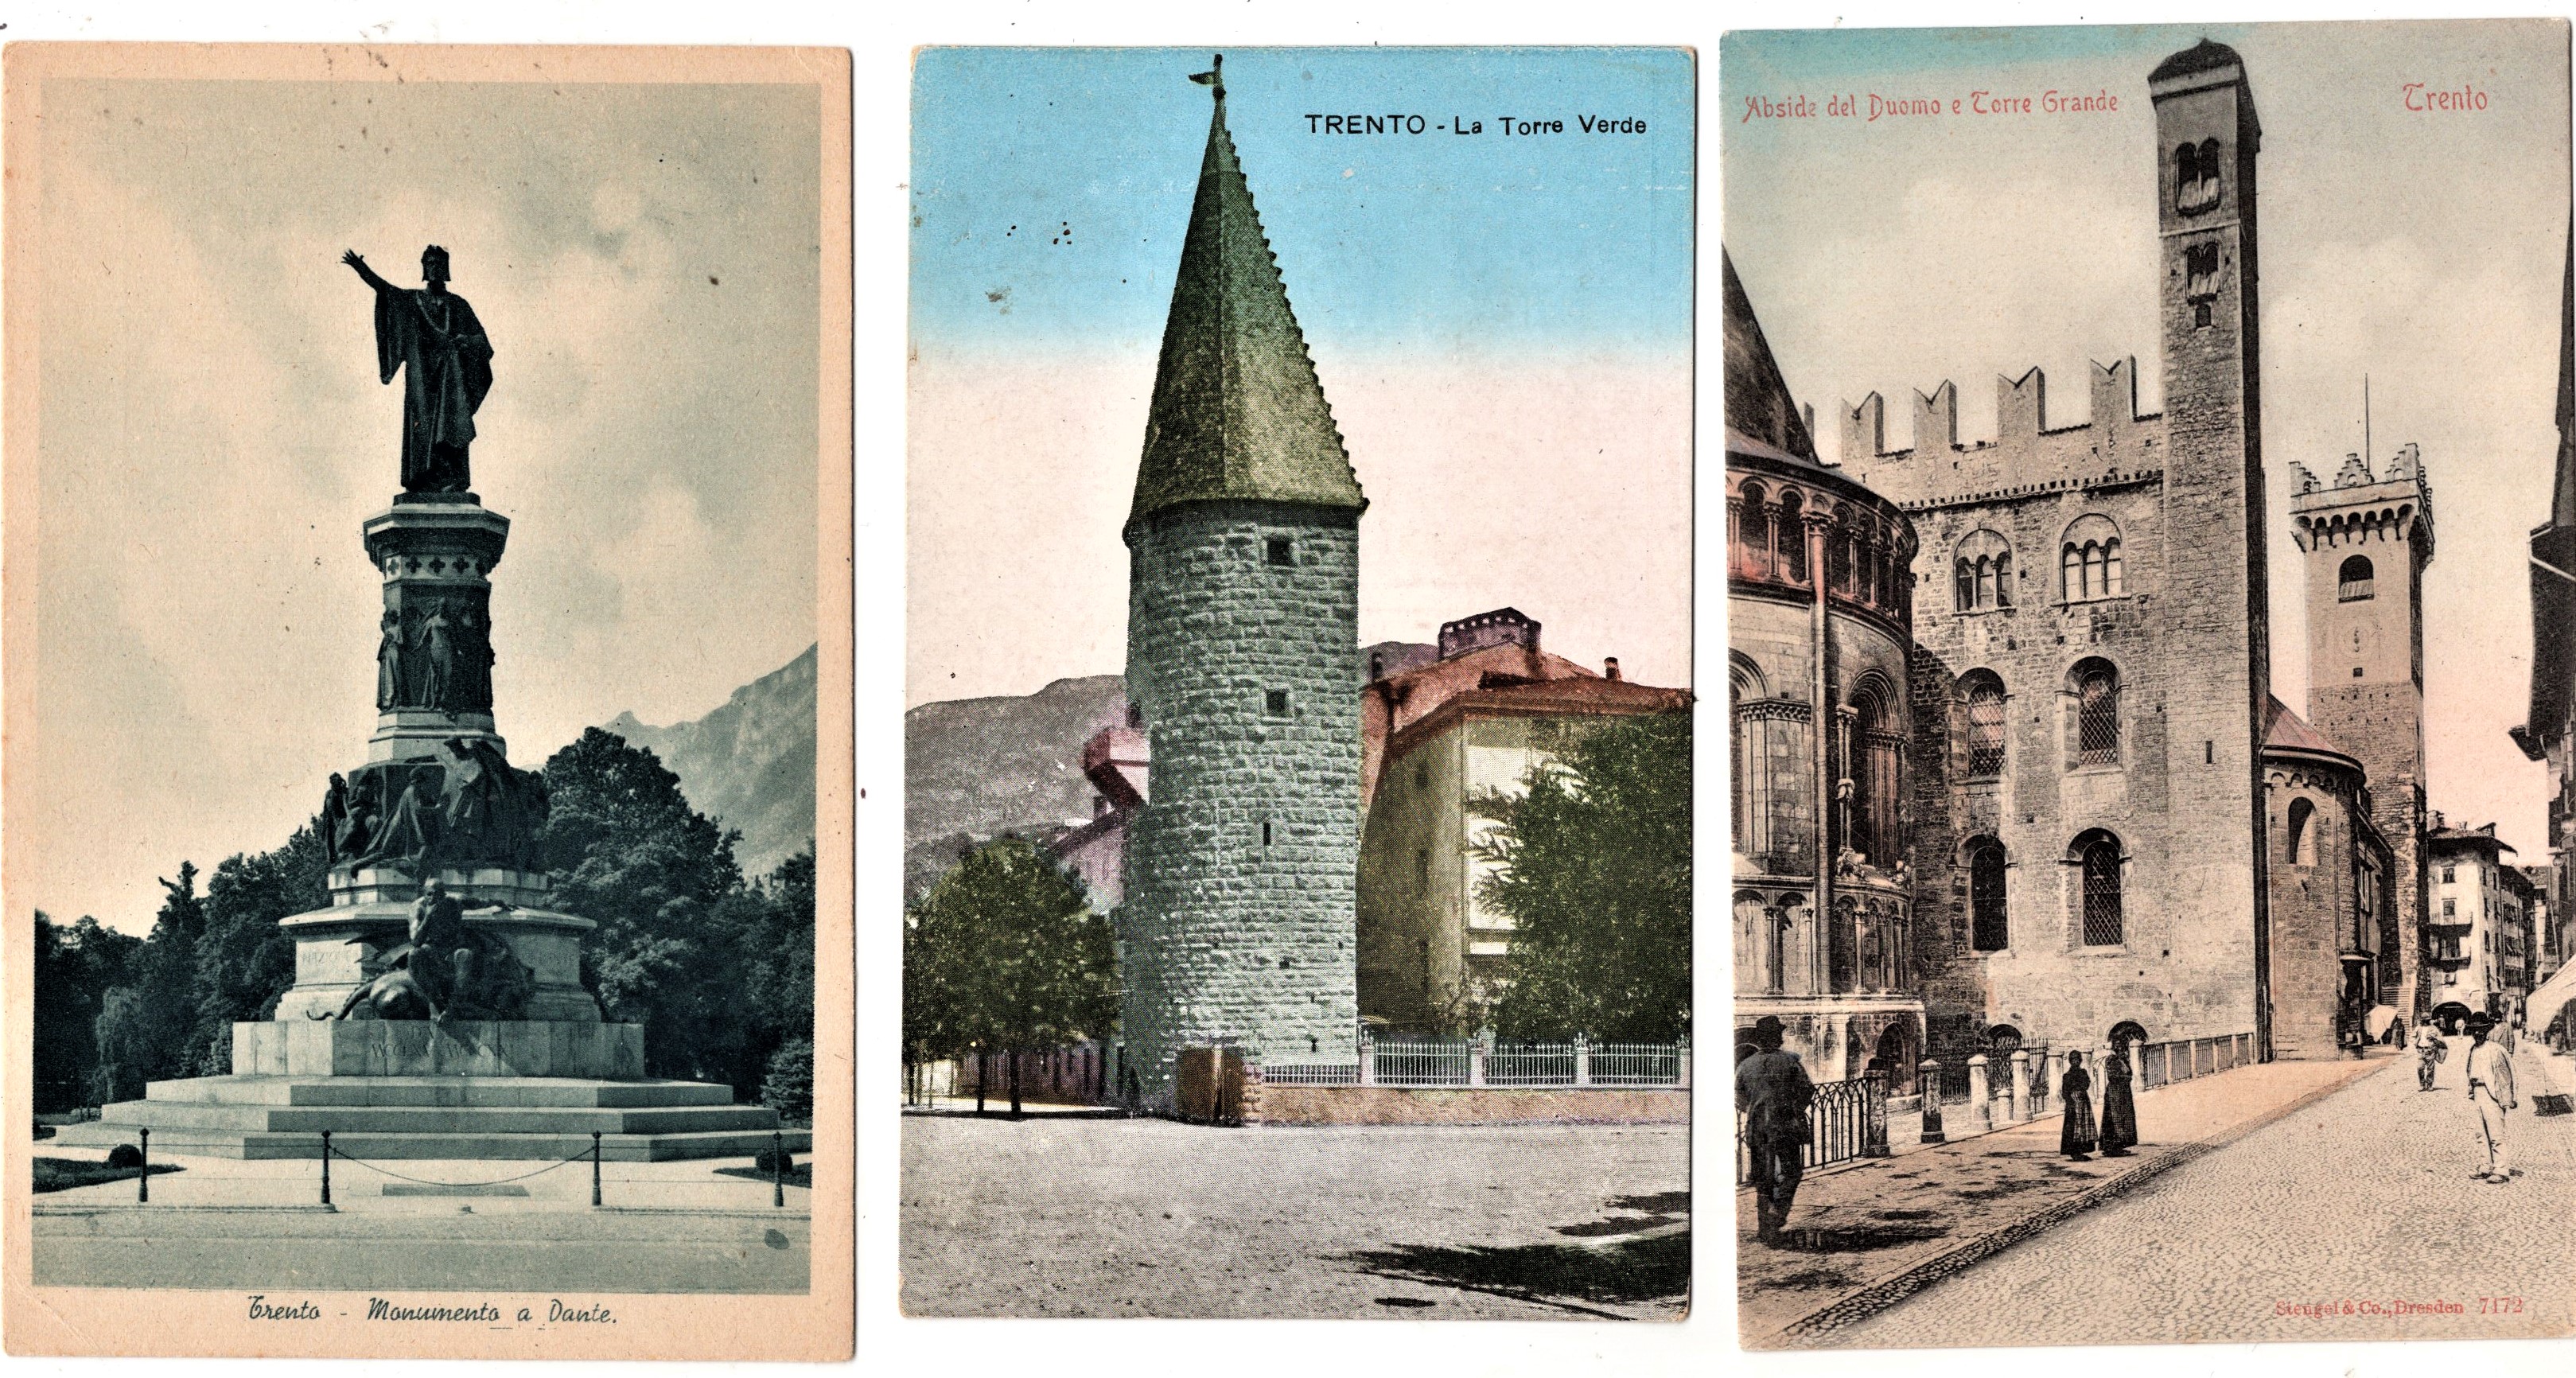 Trento - Monumento a Dante.
TRENTO - La Torre Verde
Abside del Duomo e Torre Grande
Trento
Stengel & Co., Dresden 7172